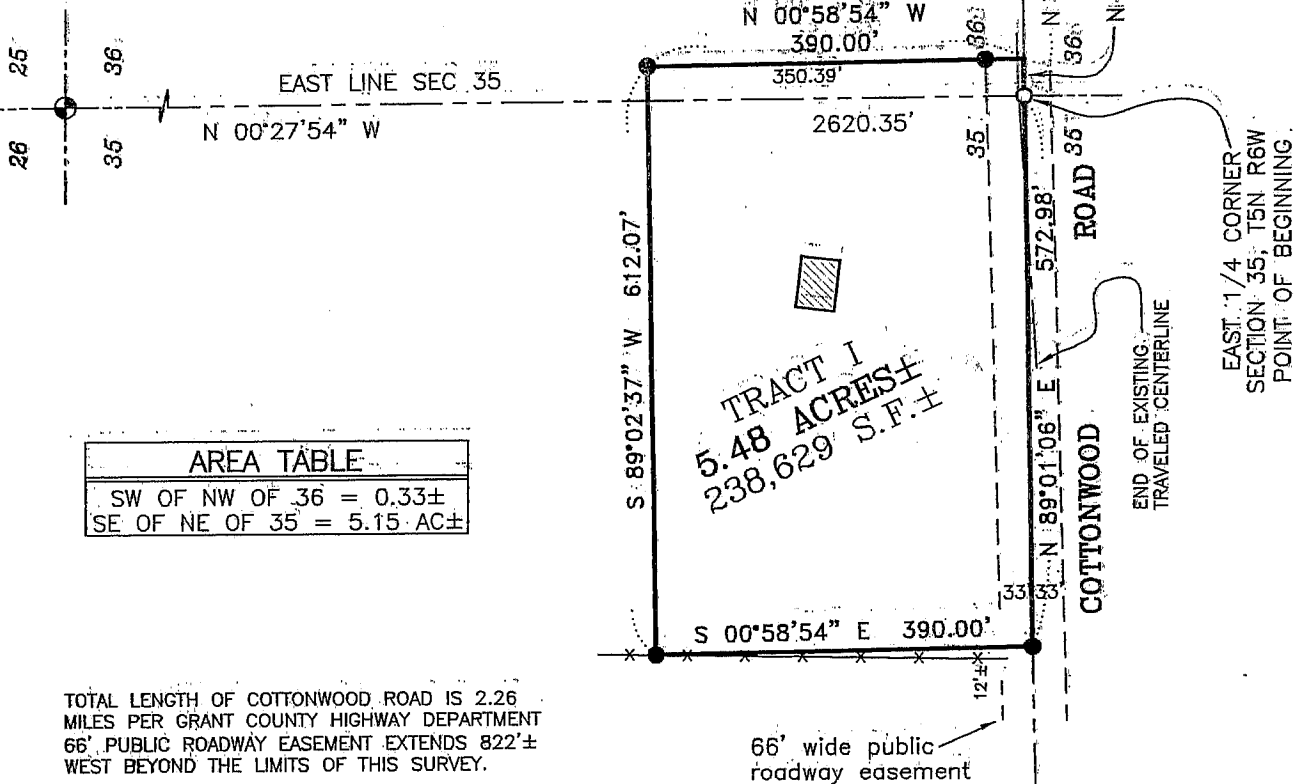 N 00°58'54" W
390.00'
350.39'
25
36
26
35
EAST LINE SEC 35
N 00°27'54" W
2620.35'
36
35
36
35
N
N
EAST 1/4 CORNER
SECTION 35, T5N R6W
POINT OF BEGINNING
S 89°02'37" W 612.07'
572.98'
N 89°01'06" E
COTTONWOOD ROAD
END OF EXISTING
TRAVELED CENTERLINE
TRACT I
5.48 ACRES±
238,629 S.F.±
AREA TABLE
SW OF NW OF 36 = 0.33±
SE OF NE OF 35 = 5.15 AC±
33' 33'
S 00°58'54" E 390.00'
12'±
TOTAL LENGTH OF COTTONWOOD ROAD IS 2.26
MILES PER GRANT COUNTY HIGHWAY DEPARTMENT
66' PUBLIC ROADWAY EASEMENT EXTENDS 822'±
WEST BEYOND THE LIMITS OF THIS SURVEY.
66' wide public
roadway easement